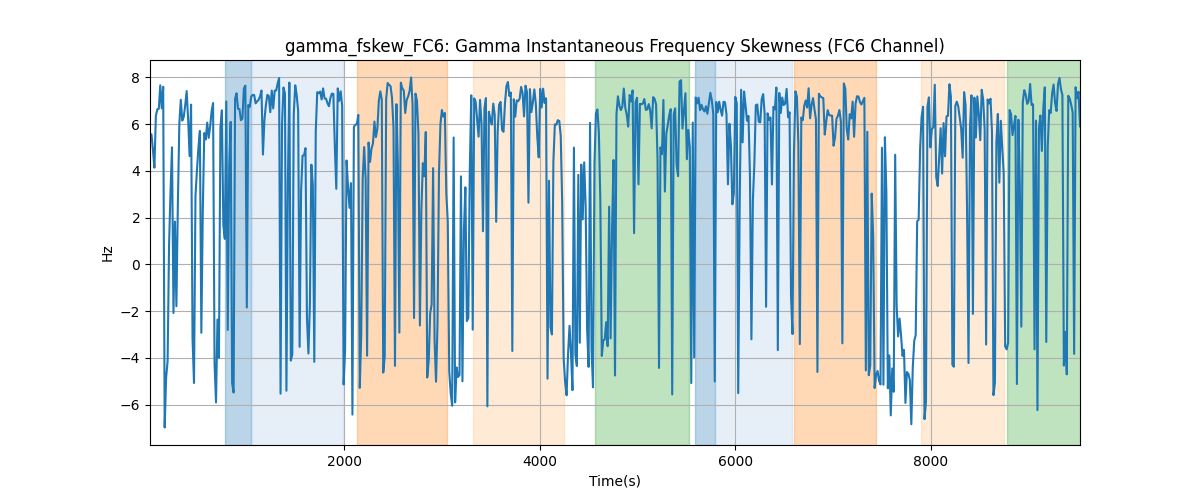 gamma_fskew_FC6: Gamma Instantaneous Frequency Skewness (FC6 Channel)
8
6
4
2
0
−2
−4
−6
Hz
2000 4000 6000 8000
Time(s)